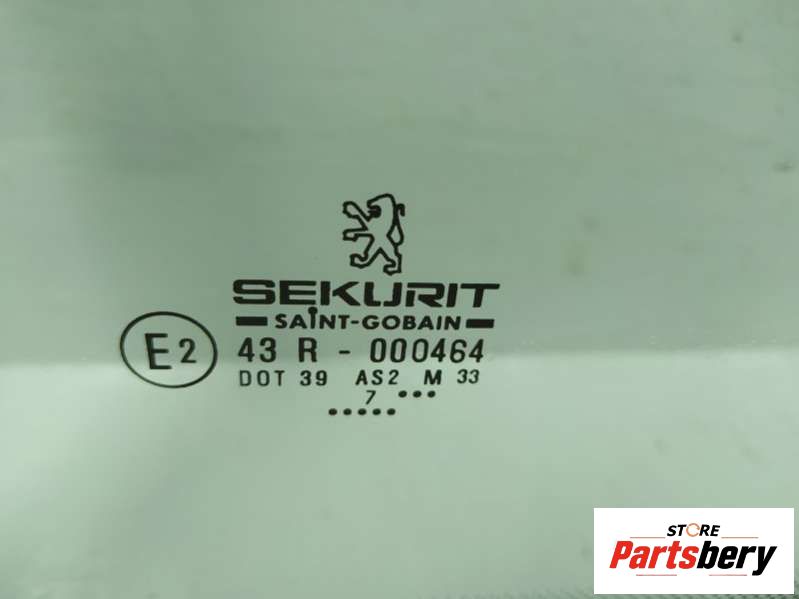 SEKURIT
SAINT-GOBAIN
E2
43 R - 000464
DOT 39 AS2 M 33
7
STORE
Partsbery